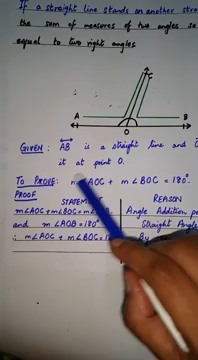 If a straight line stands on another stra
the sum of measures of two angles so
equal to two right angles
C
A B
O
GIVEN: AB is a straight line and
it at point O.
TO PROVE: m∠AOC + m∠BOC = 180°.
PROOF
STATEM REASON
m∠AOC+m∠BOC=m∠ Angle Addition po
and m∠AOB=180° Straight Angle
∴ m∠AOC + m∠BOC = 1 By